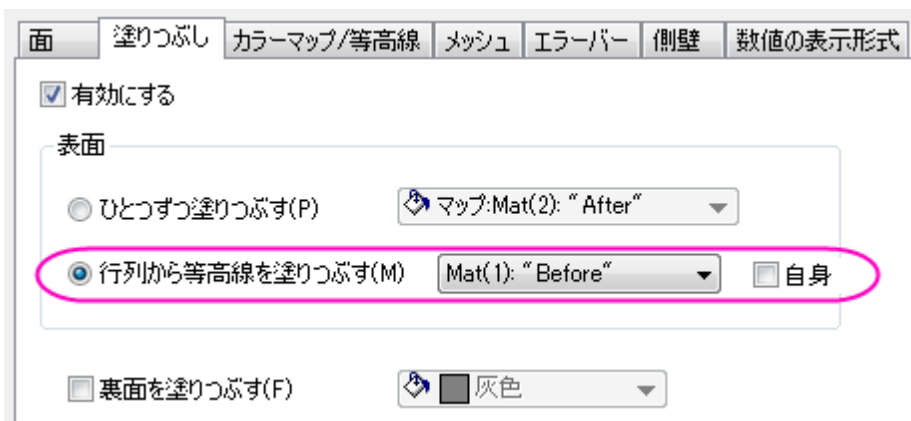 面 塗りつぶし カラーマップ/等高線 メッシュ エラーバー 側壁 数値の表示形式
有効にする
表面
ひとつずつ塗りつぶす(P) マップ:Mat(2): "After"
行列から等高線を塗りつぶす(M) Mat(1): "Before" 自身
裏面を塗りつぶす(F) 灰色